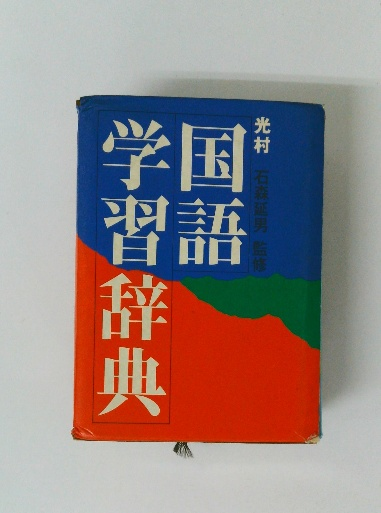 光村 石森延男 監修
国語
学習辞典